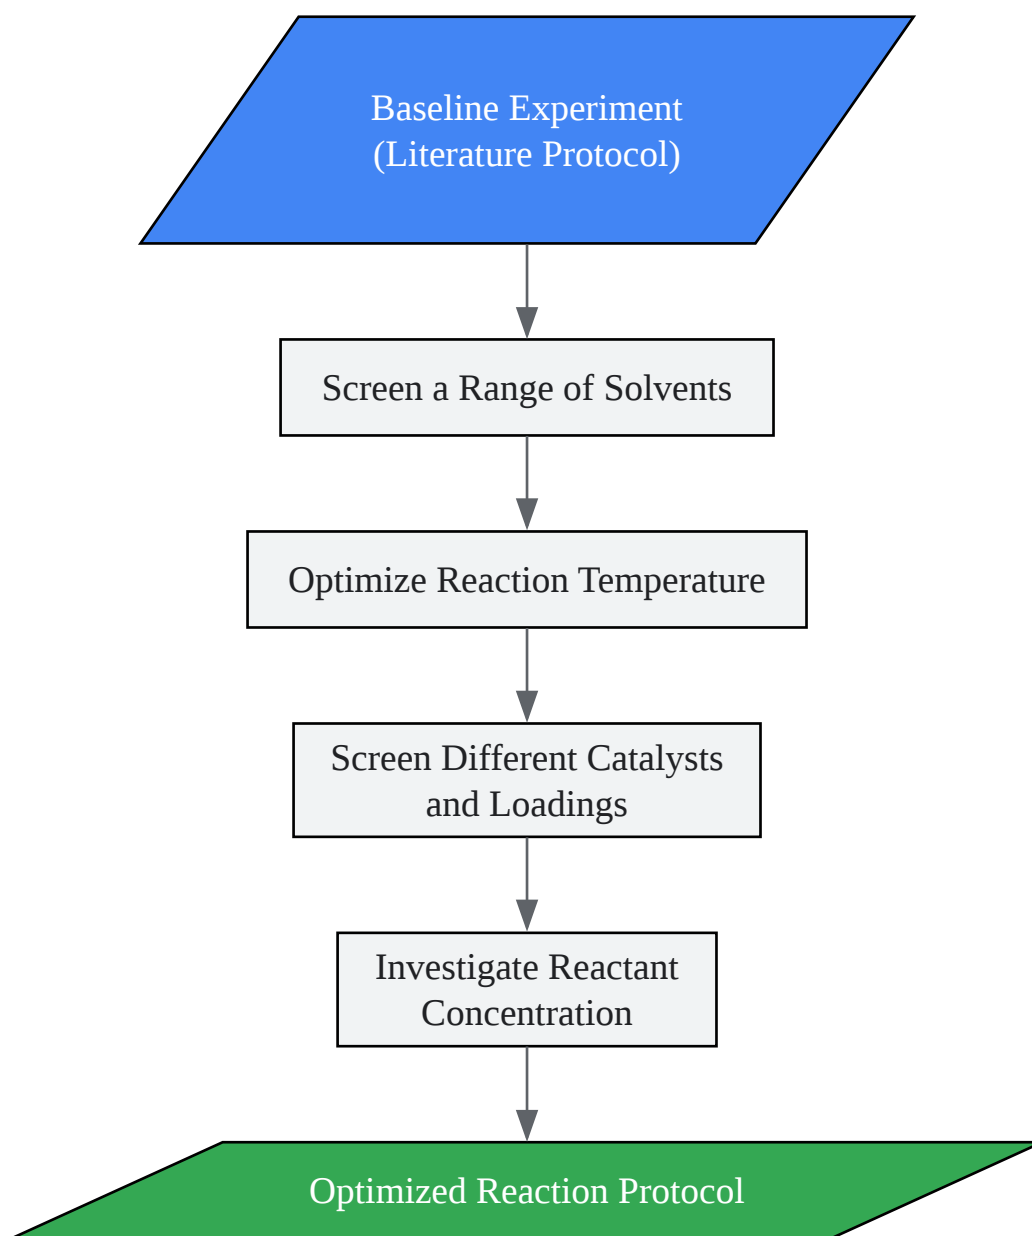 Baseline Experiment
(Literature Protocol)
Screen a Range of Solvents
Optimize Reaction Temperature
Screen Different Catalysts
and Loadings
Investigate Reactant
Concentration
Optimized Reaction Protocol